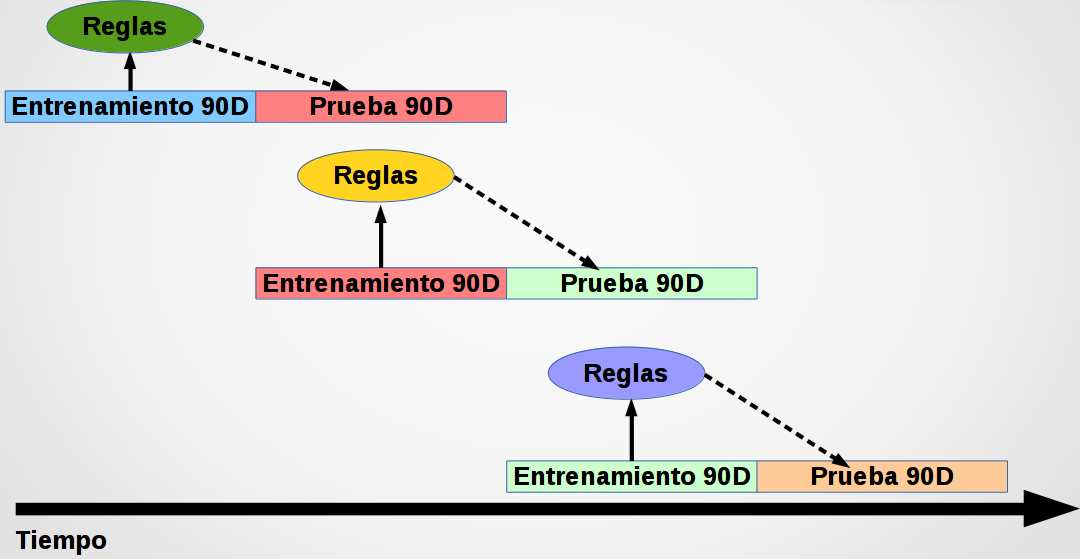 Reglas
Entrenamiento 90D Prueba 90D
Reglas
Entrenamiento 90D Prueba 90D
Reglas
Entrenamiento 90D Prueba 90D
Tiempo